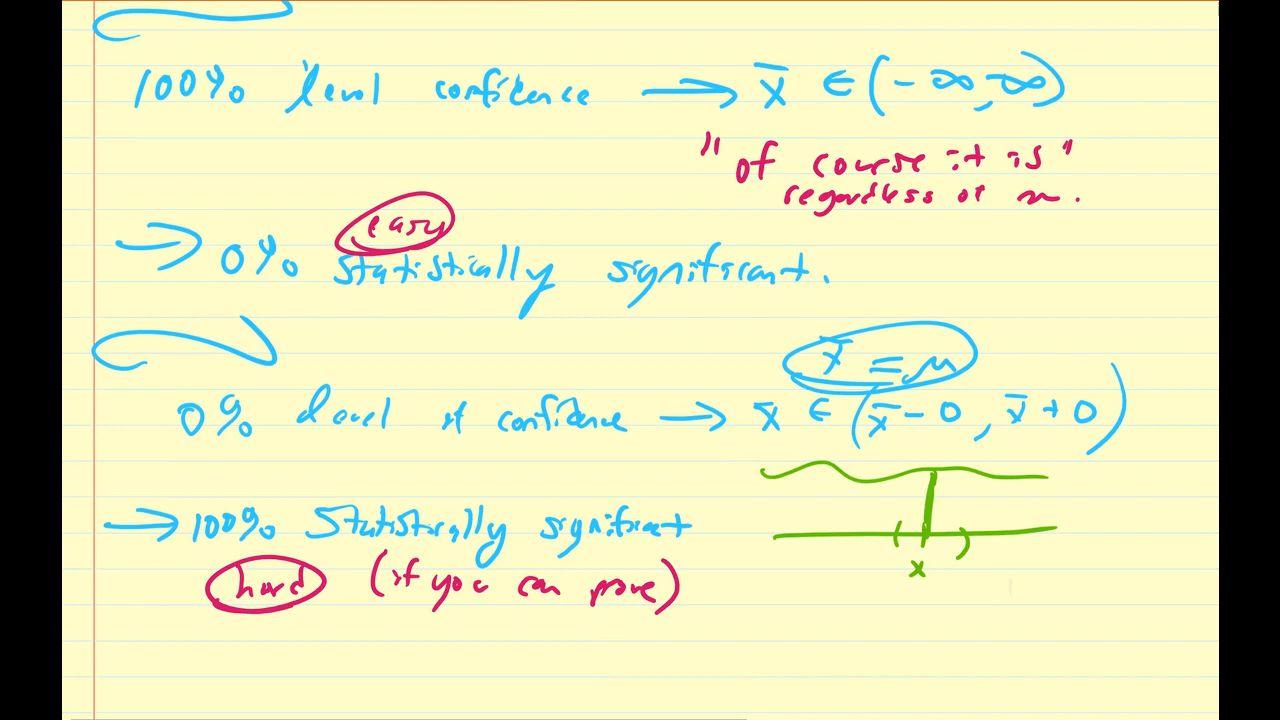 100% level confidence → x̄ ∈ (-∞, ∞)
"of course it is"
regardless of m.
easy
→ 0% statistically significant.
x̄ = m
0% level of confidence → x̄ ∈ (x̄ - 0, x̄ + 0)
→ 100% statistically significant
hard (if you can prove)
x